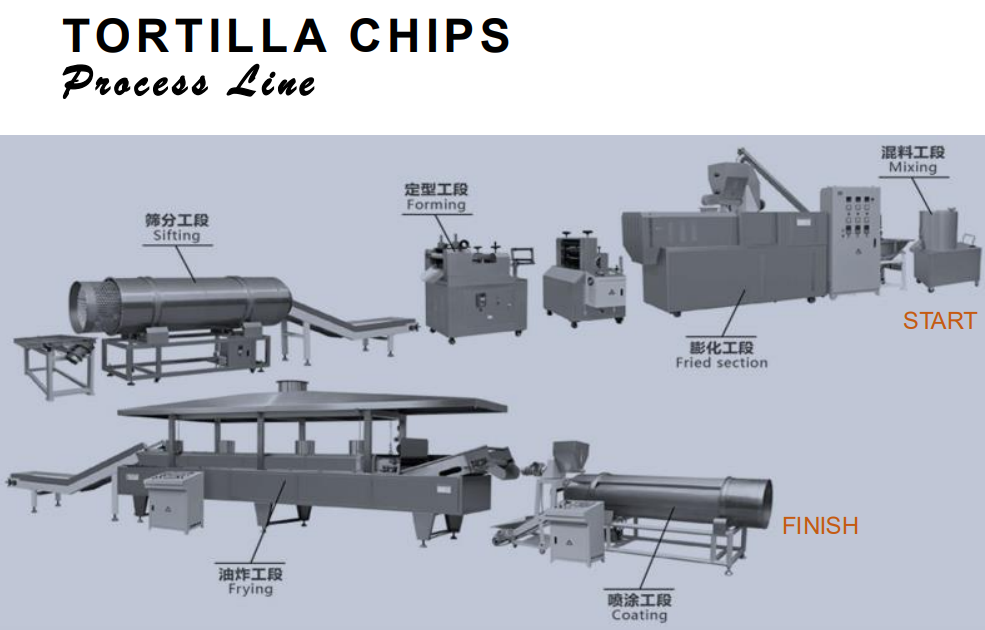 TORTILLA CHIPS
Process Line
混料工段
Mixing
START
膨化工段
Fried section
定型工段
Forming
筛分工段
Sifting
油炸工段
Frying
喷涂工段
Coating
FINISH